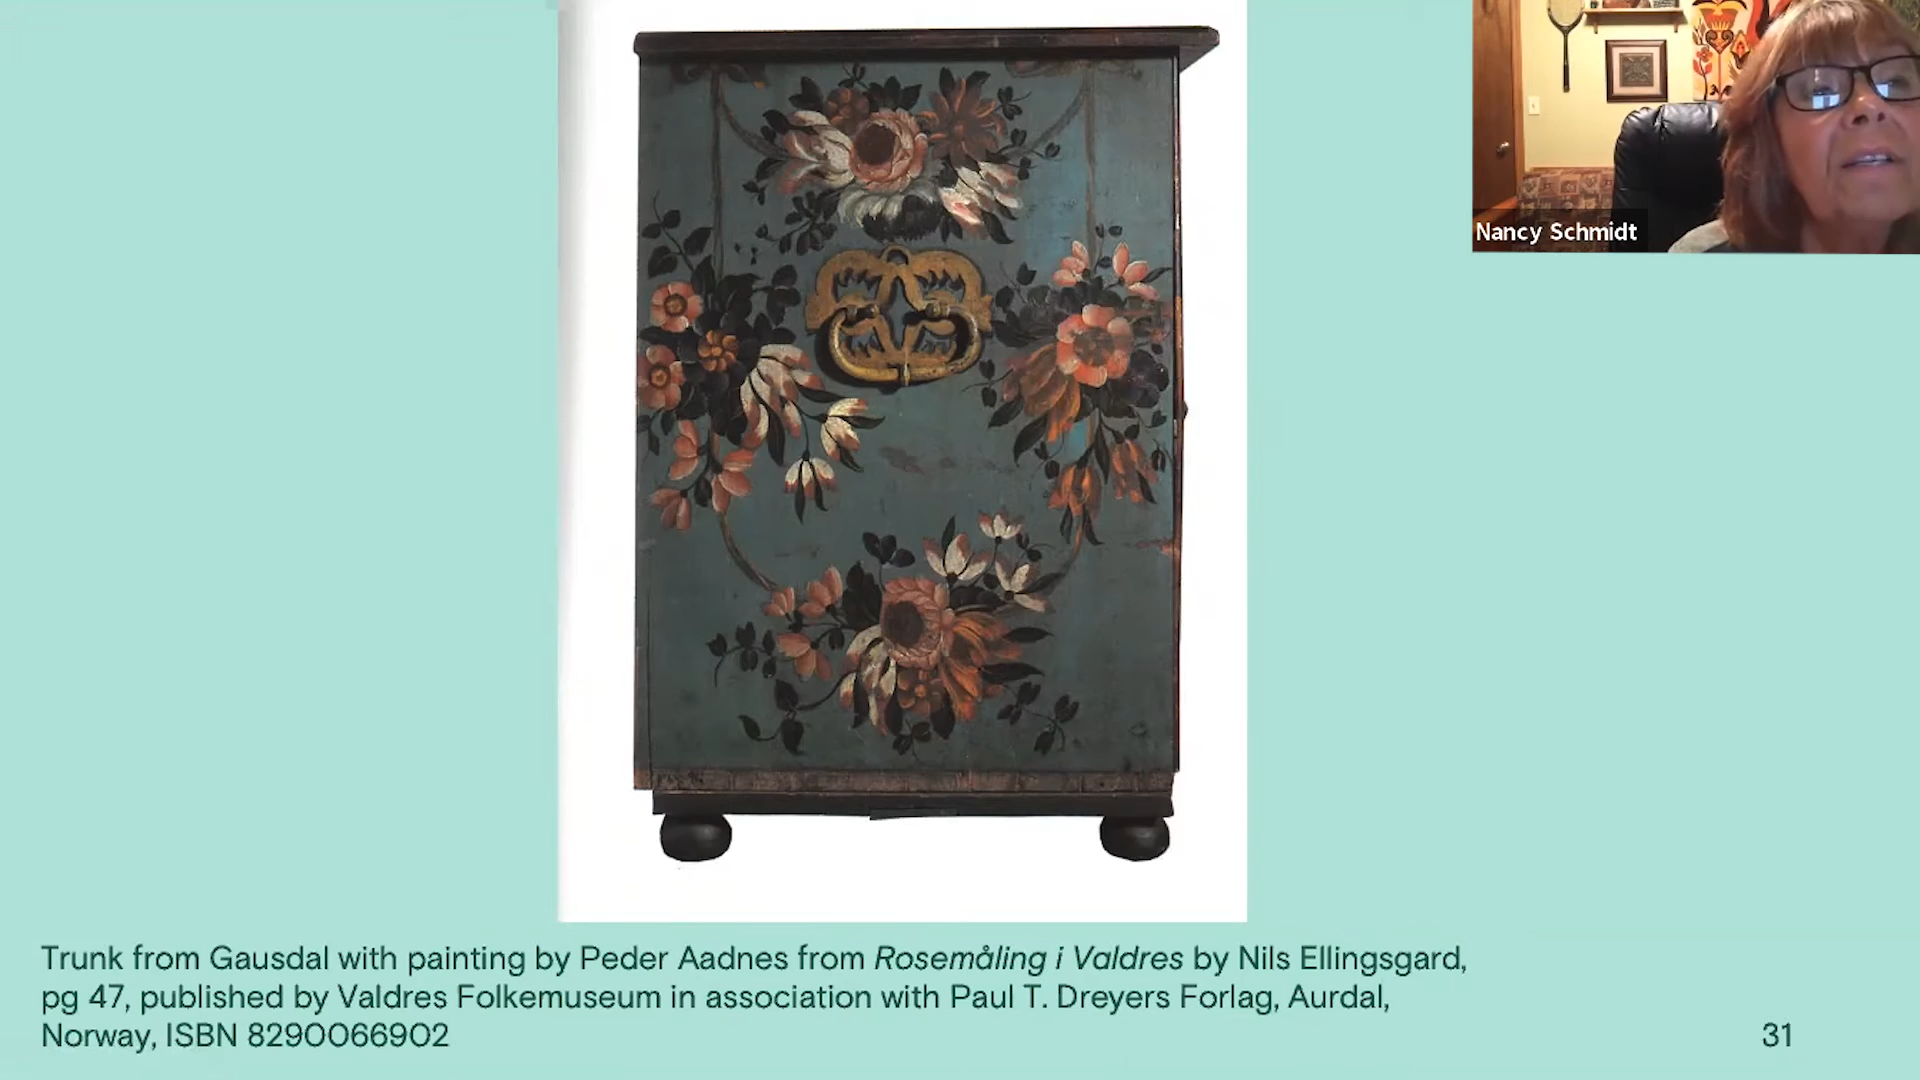 Nancy Schmidt
Trunk from Gausdal with painting by Peder Aadnes from Rosemåling i Valdres by Nils Ellingsgard,
pg 47, published by Valdres Folkemuseum in association with Paul T. Dreyers Forlag, Aurdal,
Norway, ISBN 8290066902
31